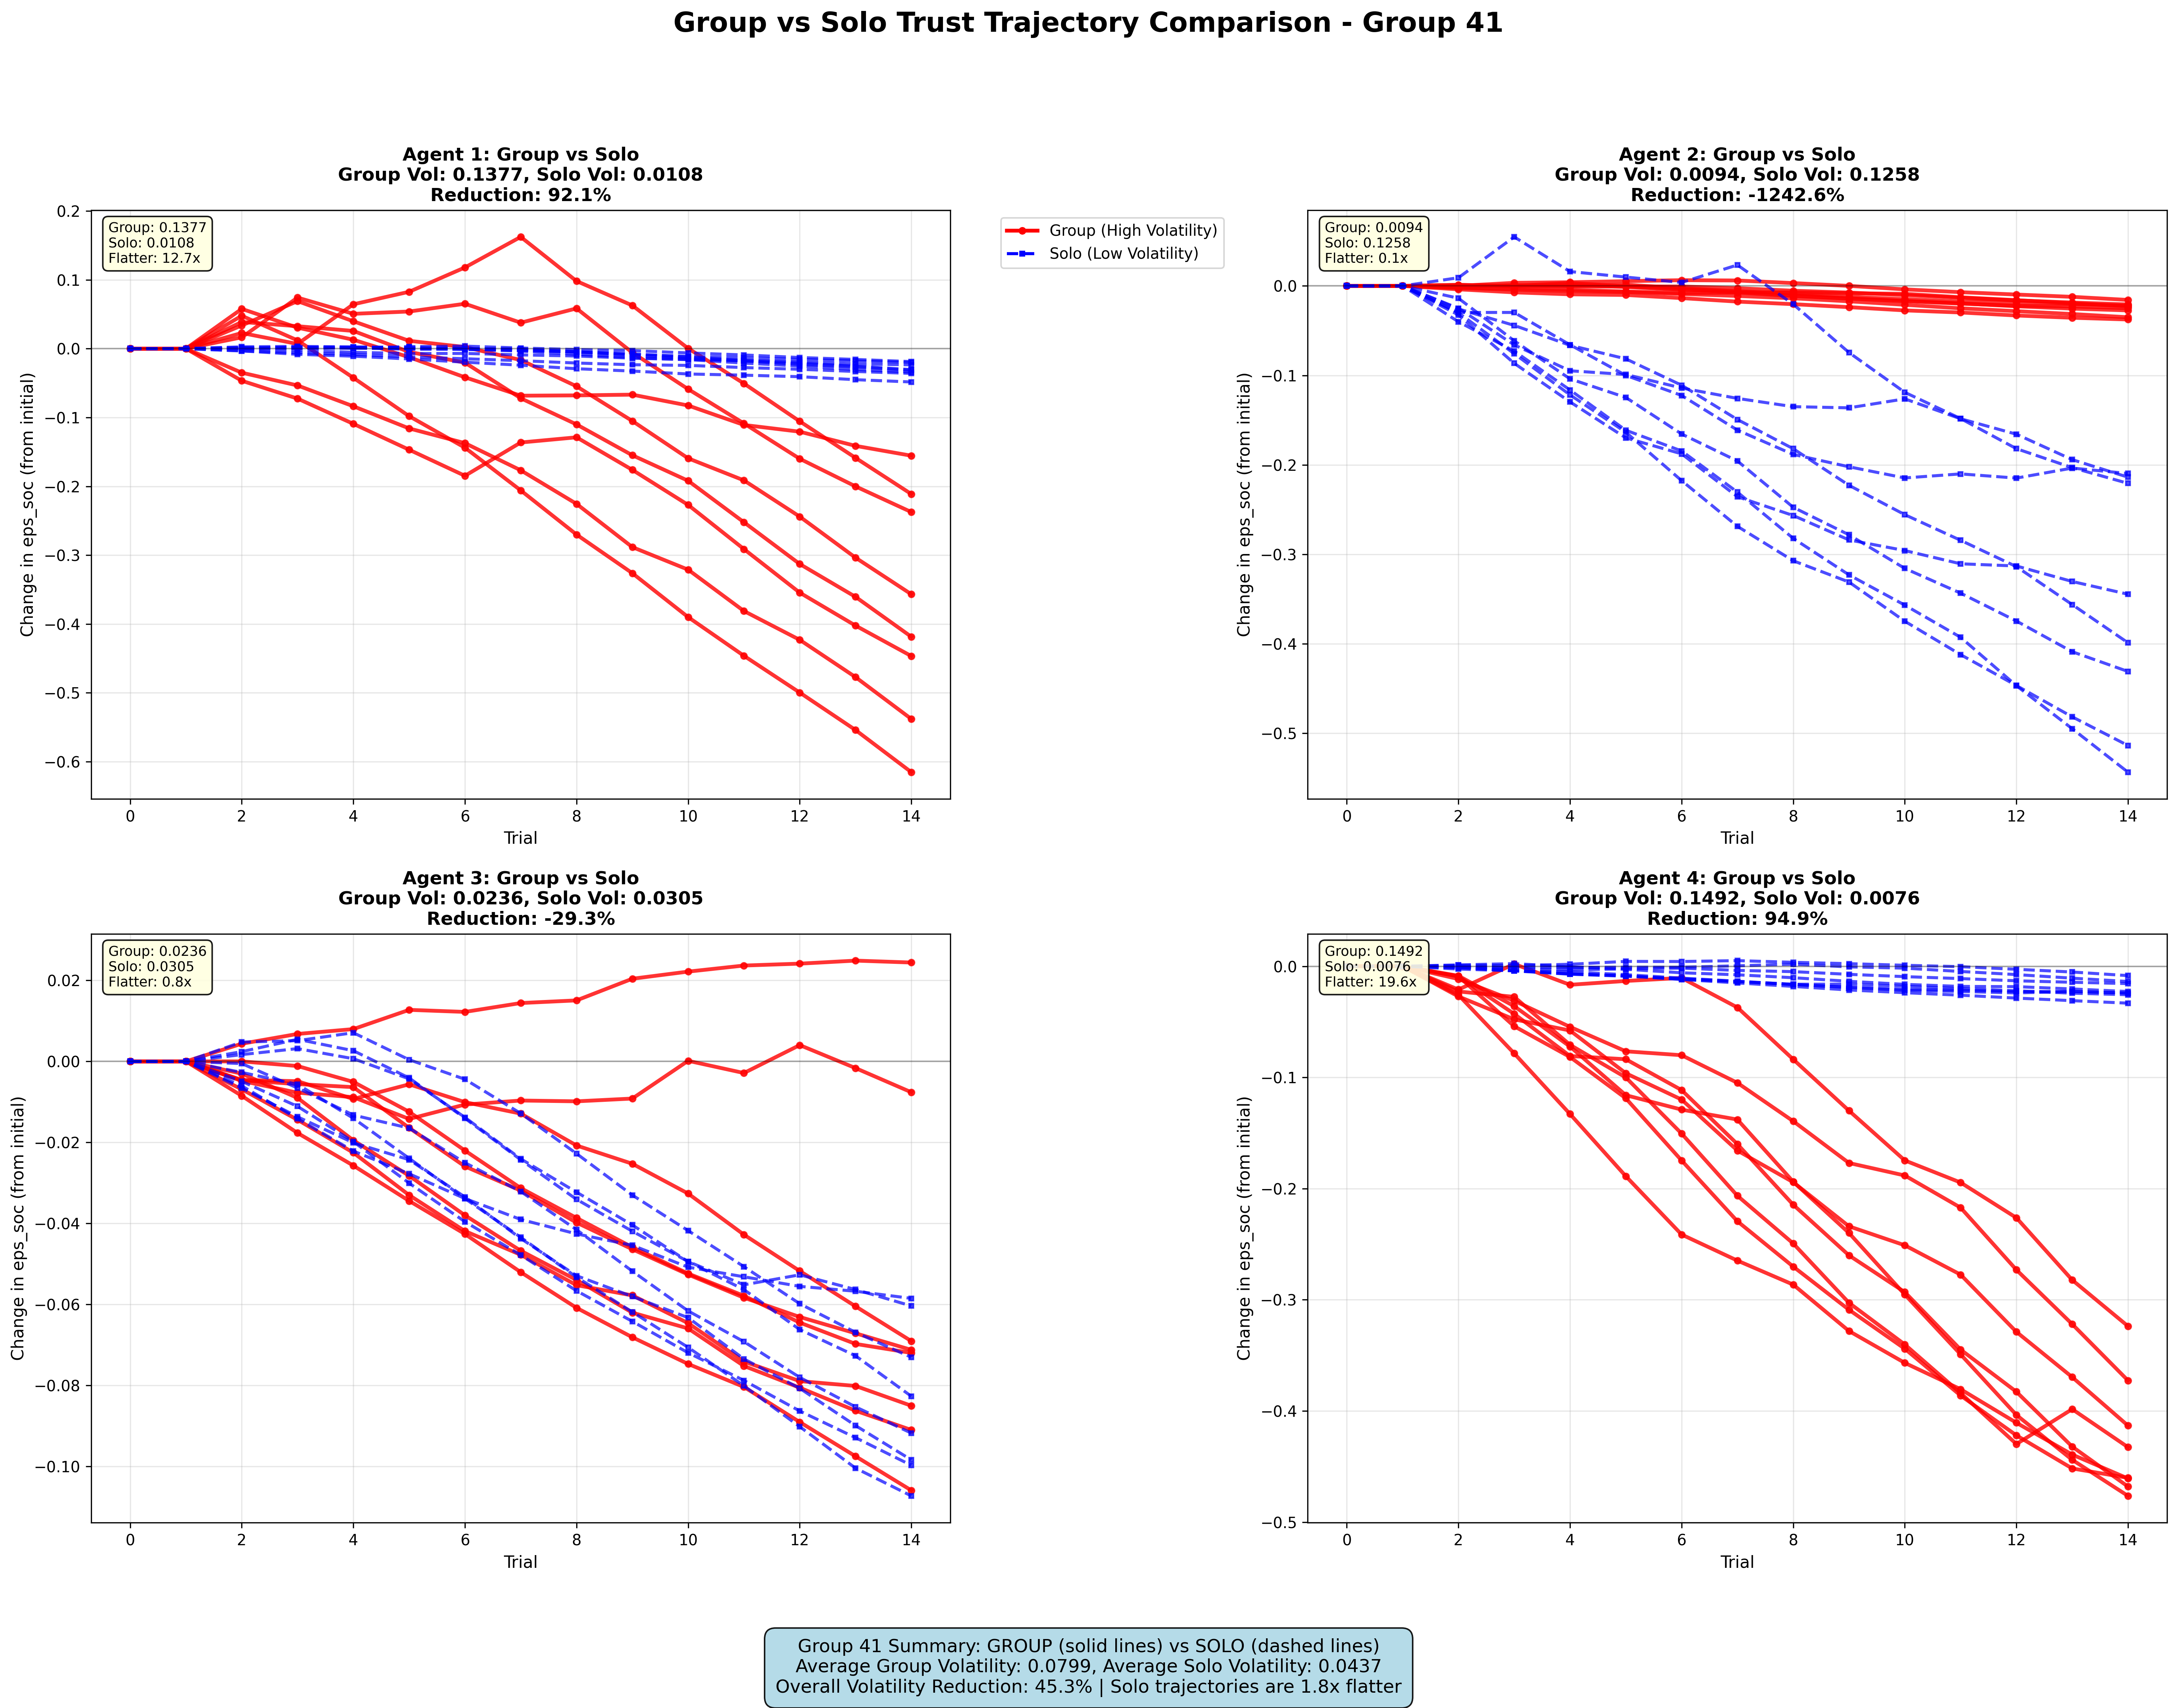 Group vs Solo Trust Trajectory Comparison - Group 41
Agent 1: Group vs Solo
Group Vol: 0.1377, Solo Vol: 0.0108
Reduction: 92.1%
Group: 0.1377
Solo: 0.0108
Flatter: 12.7x
0.2
0.1
0.0
−0.1
−0.2
−0.3
−0.4
−0.5
−0.6
Change in eps_soc (from initial)
0 2 4 6 8 10 12 14
Trial
Group (High Volatility)
Solo (Low Volatility)
Agent 2: Group vs Solo
Group Vol: 0.0094, Solo Vol: 0.1258
Reduction: -1242.6%
Group: 0.0094
Solo: 0.1258
Flatter: 0.1x
0.0
−0.1
−0.2
−0.3
−0.4
−0.5
Change in eps_soc (from initial)
0 2 4 6 8 10 12 14
Trial
Agent 3: Group vs Solo
Group Vol: 0.0236, Solo Vol: 0.0305
Reduction: -29.3%
Group: 0.0236
Solo: 0.0305
Flatter: 0.8x
0.02
0.00
−0.02
−0.04
−0.06
−0.08
−0.10
Change in eps_soc (from initial)
0 2 4 6 8 10 12 14
Trial
Agent 4: Group vs Solo
Group Vol: 0.1492, Solo Vol: 0.0076
Reduction: 94.9%
Group: 0.1492
Solo: 0.0076
Flatter: 19.6x
0.0
−0.1
−0.2
−0.3
−0.4
−0.5
Change in eps_soc (from initial)
0 2 4 6 8 10 12 14
Trial
Group 41 Summary: GROUP (solid lines) vs SOLO (dashed lines)
Average Group Volatility: 0.0799, Average Solo Volatility: 0.0437
Overall Volatility Reduction: 45.3% | Solo trajectories are 1.8x flatter